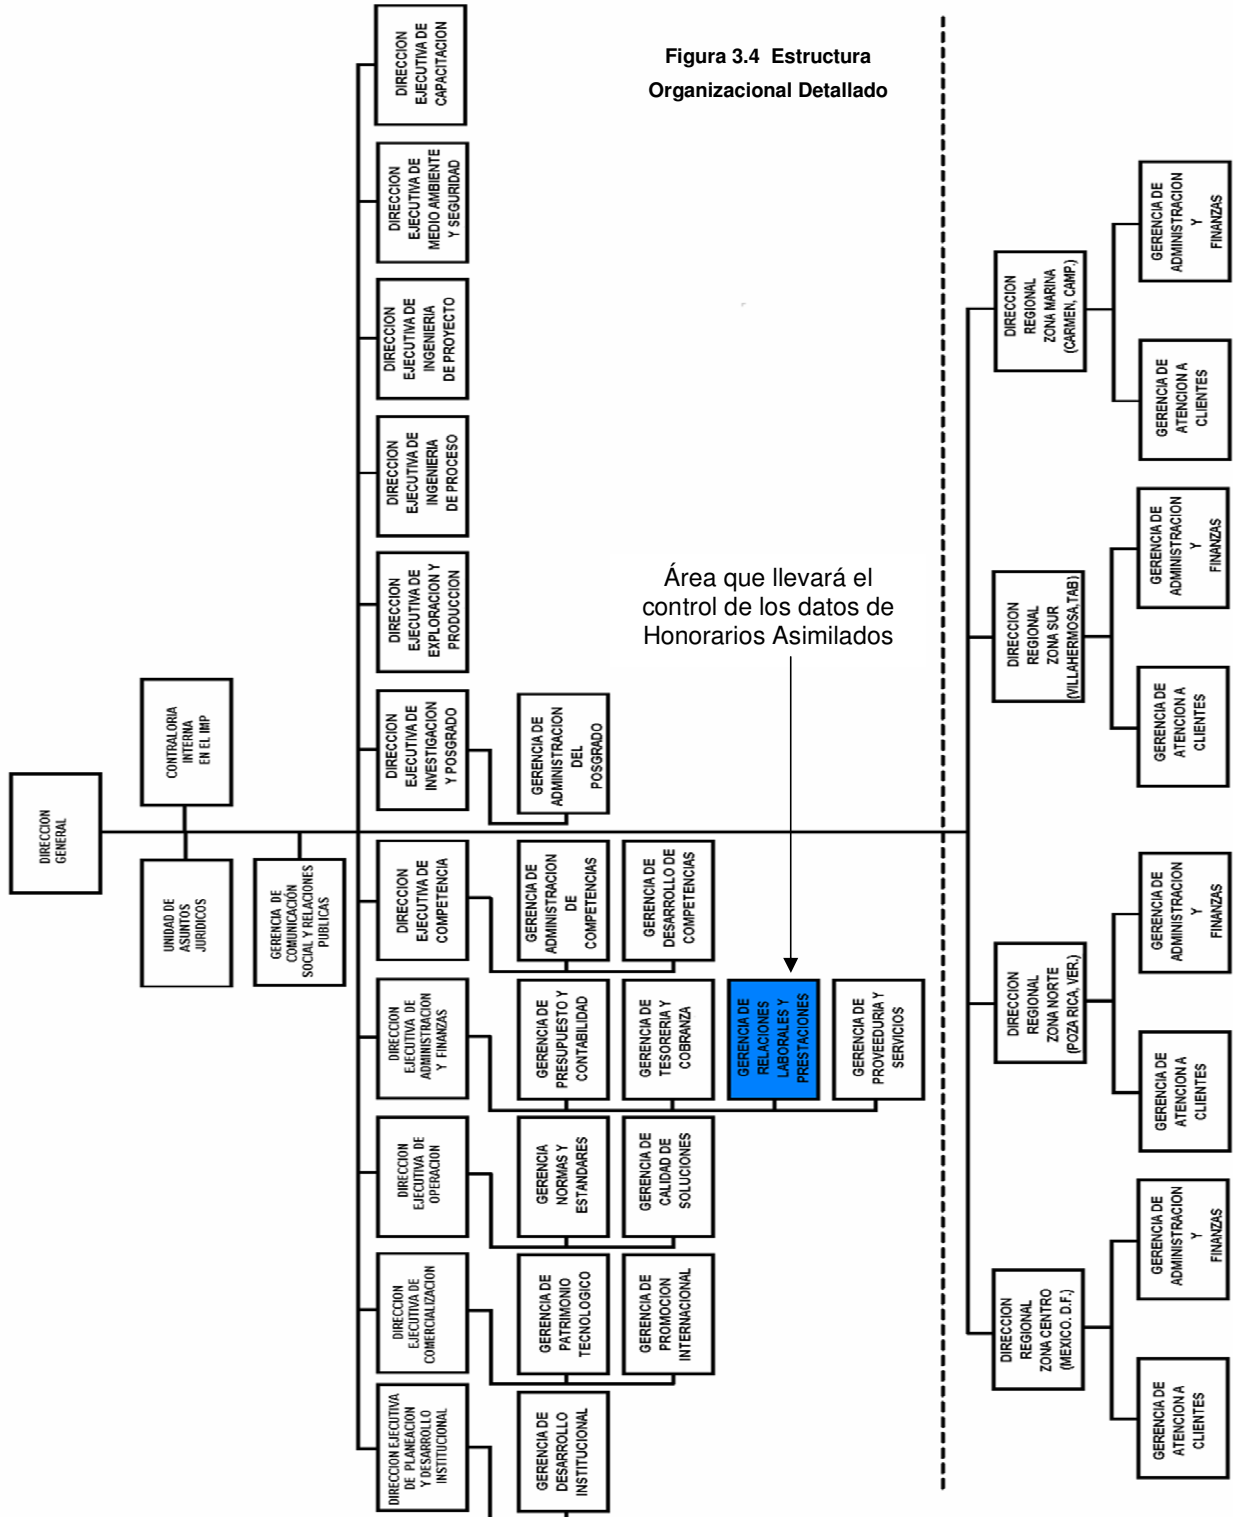 Figura 3.4 Estructura
Organizacional Detallado
DIRECCION
GENERAL
CONTRALORIA
INTERNA
EN EL IMP
UNIDAD DE
ASUNTOS
JURIDICOS
GERENCIA DE
COMUNICACIÓN
SOCIAL Y RELACIONES
PUBLICAS
DIRECCION EJECUTIVA
DE PLANEACION
Y DESARROLLO
INSTITUCIONAL
DIRECCION
EJECUTIVA DE
COMERCIALIZACION
DIRECCION
EJECUTIVA DE
OPERACION
DIRECCION
EJECUTIVA DE
ADMINISTRACION
Y FINANZAS
DIRECCION
EJECUTIVA DE
COMPETENCIA
DIRECCION
EJECUTIVA DE
INVESTIGACION
Y POSGRADO
DIRECCION
EJECUTIVA DE
EXPLORACION Y
PRODUCCION
DIRECCION
EJECUTIVA DE
INGENIERIA
DE PROCESO
DIRECCION
EJECUTIVA DE
INGENIERIA
DE PROYECTO
DIRECCION
EJECUTIVA DE
MEDIO AMBIENTE
Y SEGURIDAD
DIRECCION
EJECUTIVA DE
CAPACITACION
GERENCIA DE
DESARROLLO
INSTITUCIONAL
GERENCIA DE
PATRIMONIO
TECNOLOGICO
GERENCIA DE
PROMOCION
INTERNACIONAL
GERENCIA
NORMAS Y
ESTANDARES
GERENCIA DE
CALIDAD DE
SOLUCIONES
GERENCIA DE
PRESUPUESTO Y
CONTABILIDAD
GERENCIA DE
TESORERIA Y
COBRANZA
GERENCIA DE
RELACIONES
LABORALES Y
PRESTACIONES
GERENCIA DE
PROVEEDURIA Y
SERVICIOS
GERENCIA DE
ADMINISTRACION
DE
COMPETENCIAS
GERENCIA DE
DESARROLLO DE
COMPETENCIAS
GERENCIA DE
ADMINISTRACION
DEL
POSGRADO
Área que llevará el
control de los datos de
Honorarios Asimilados
DIRECCION
REGIONAL
ZONA CENTRO
(MEXICO. D.F.)
GERENCIA DE
ATENCION A
CLIENTES
GERENCIA DE
ADMINISTRACION
Y
FINANZAS
DIRECCION
REGIONAL
ZONA NORTE
(POZA RICA, VER.)
GERENCIA DE
ATENCION A
CLIENTES
GERENCIA DE
ADMINISTRACION
Y
FINANZAS
DIRECCION
REGIONAL
ZONA SUR
(VILLAHERMOSA,TAB)
GERENCIA DE
ATENCION A
CLIENTES
GERENCIA DE
ADMINISTRACION
Y
FINANZAS
DIRECCION
REGIONAL
ZONA MARINA
(CARMEN, CAMP.)
GERENCIA DE
ATENCION A
CLIENTES
GERENCIA DE
ADMINISTRACION
Y
FINANZAS